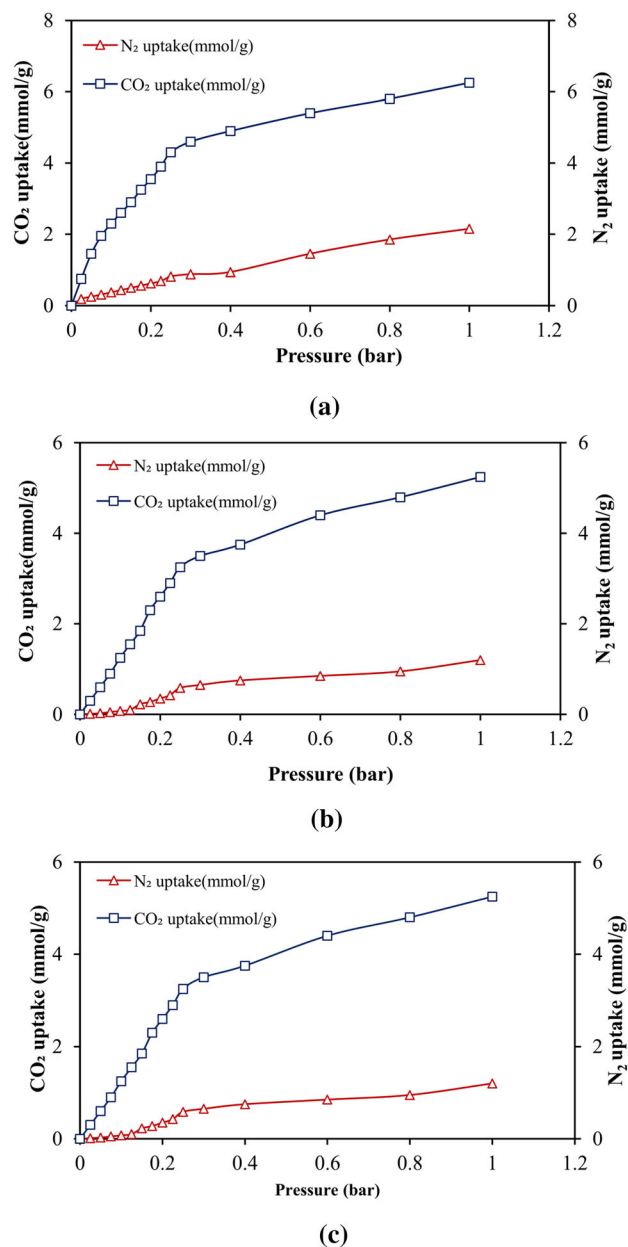 8
8
N₂ uptake(mmol/g)
CO₂ uptake(mmol/g)
6
6
4
4
2
2
0
0
CO₂ uptake(mmol/g)
N₂ uptake (mmol/g)
0 0.2 0.4 0.6 0.8 1 1.2
Pressure (bar)
(a)
6
6
N₂ uptake(mmol/g)
CO₂ uptake(mmol/g)
4
4
2
2
0
0
CO₂ uptake(mmol/g)
N₂ uptake (mmol/g)
0 0.2 0.4 0.6 0.8 1 1.2
Pressure (bar)
(b)
6
6
N₂ uptake(mmol/g)
CO₂ uptake(mmol/g)
4
4
2
2
0
0
CO₂ uptake (mmol/g)
N₂ uptake (mmol/g)
0 0.2 0.4 0.6 0.8 1 1.2
Pressure (bar)
(c)